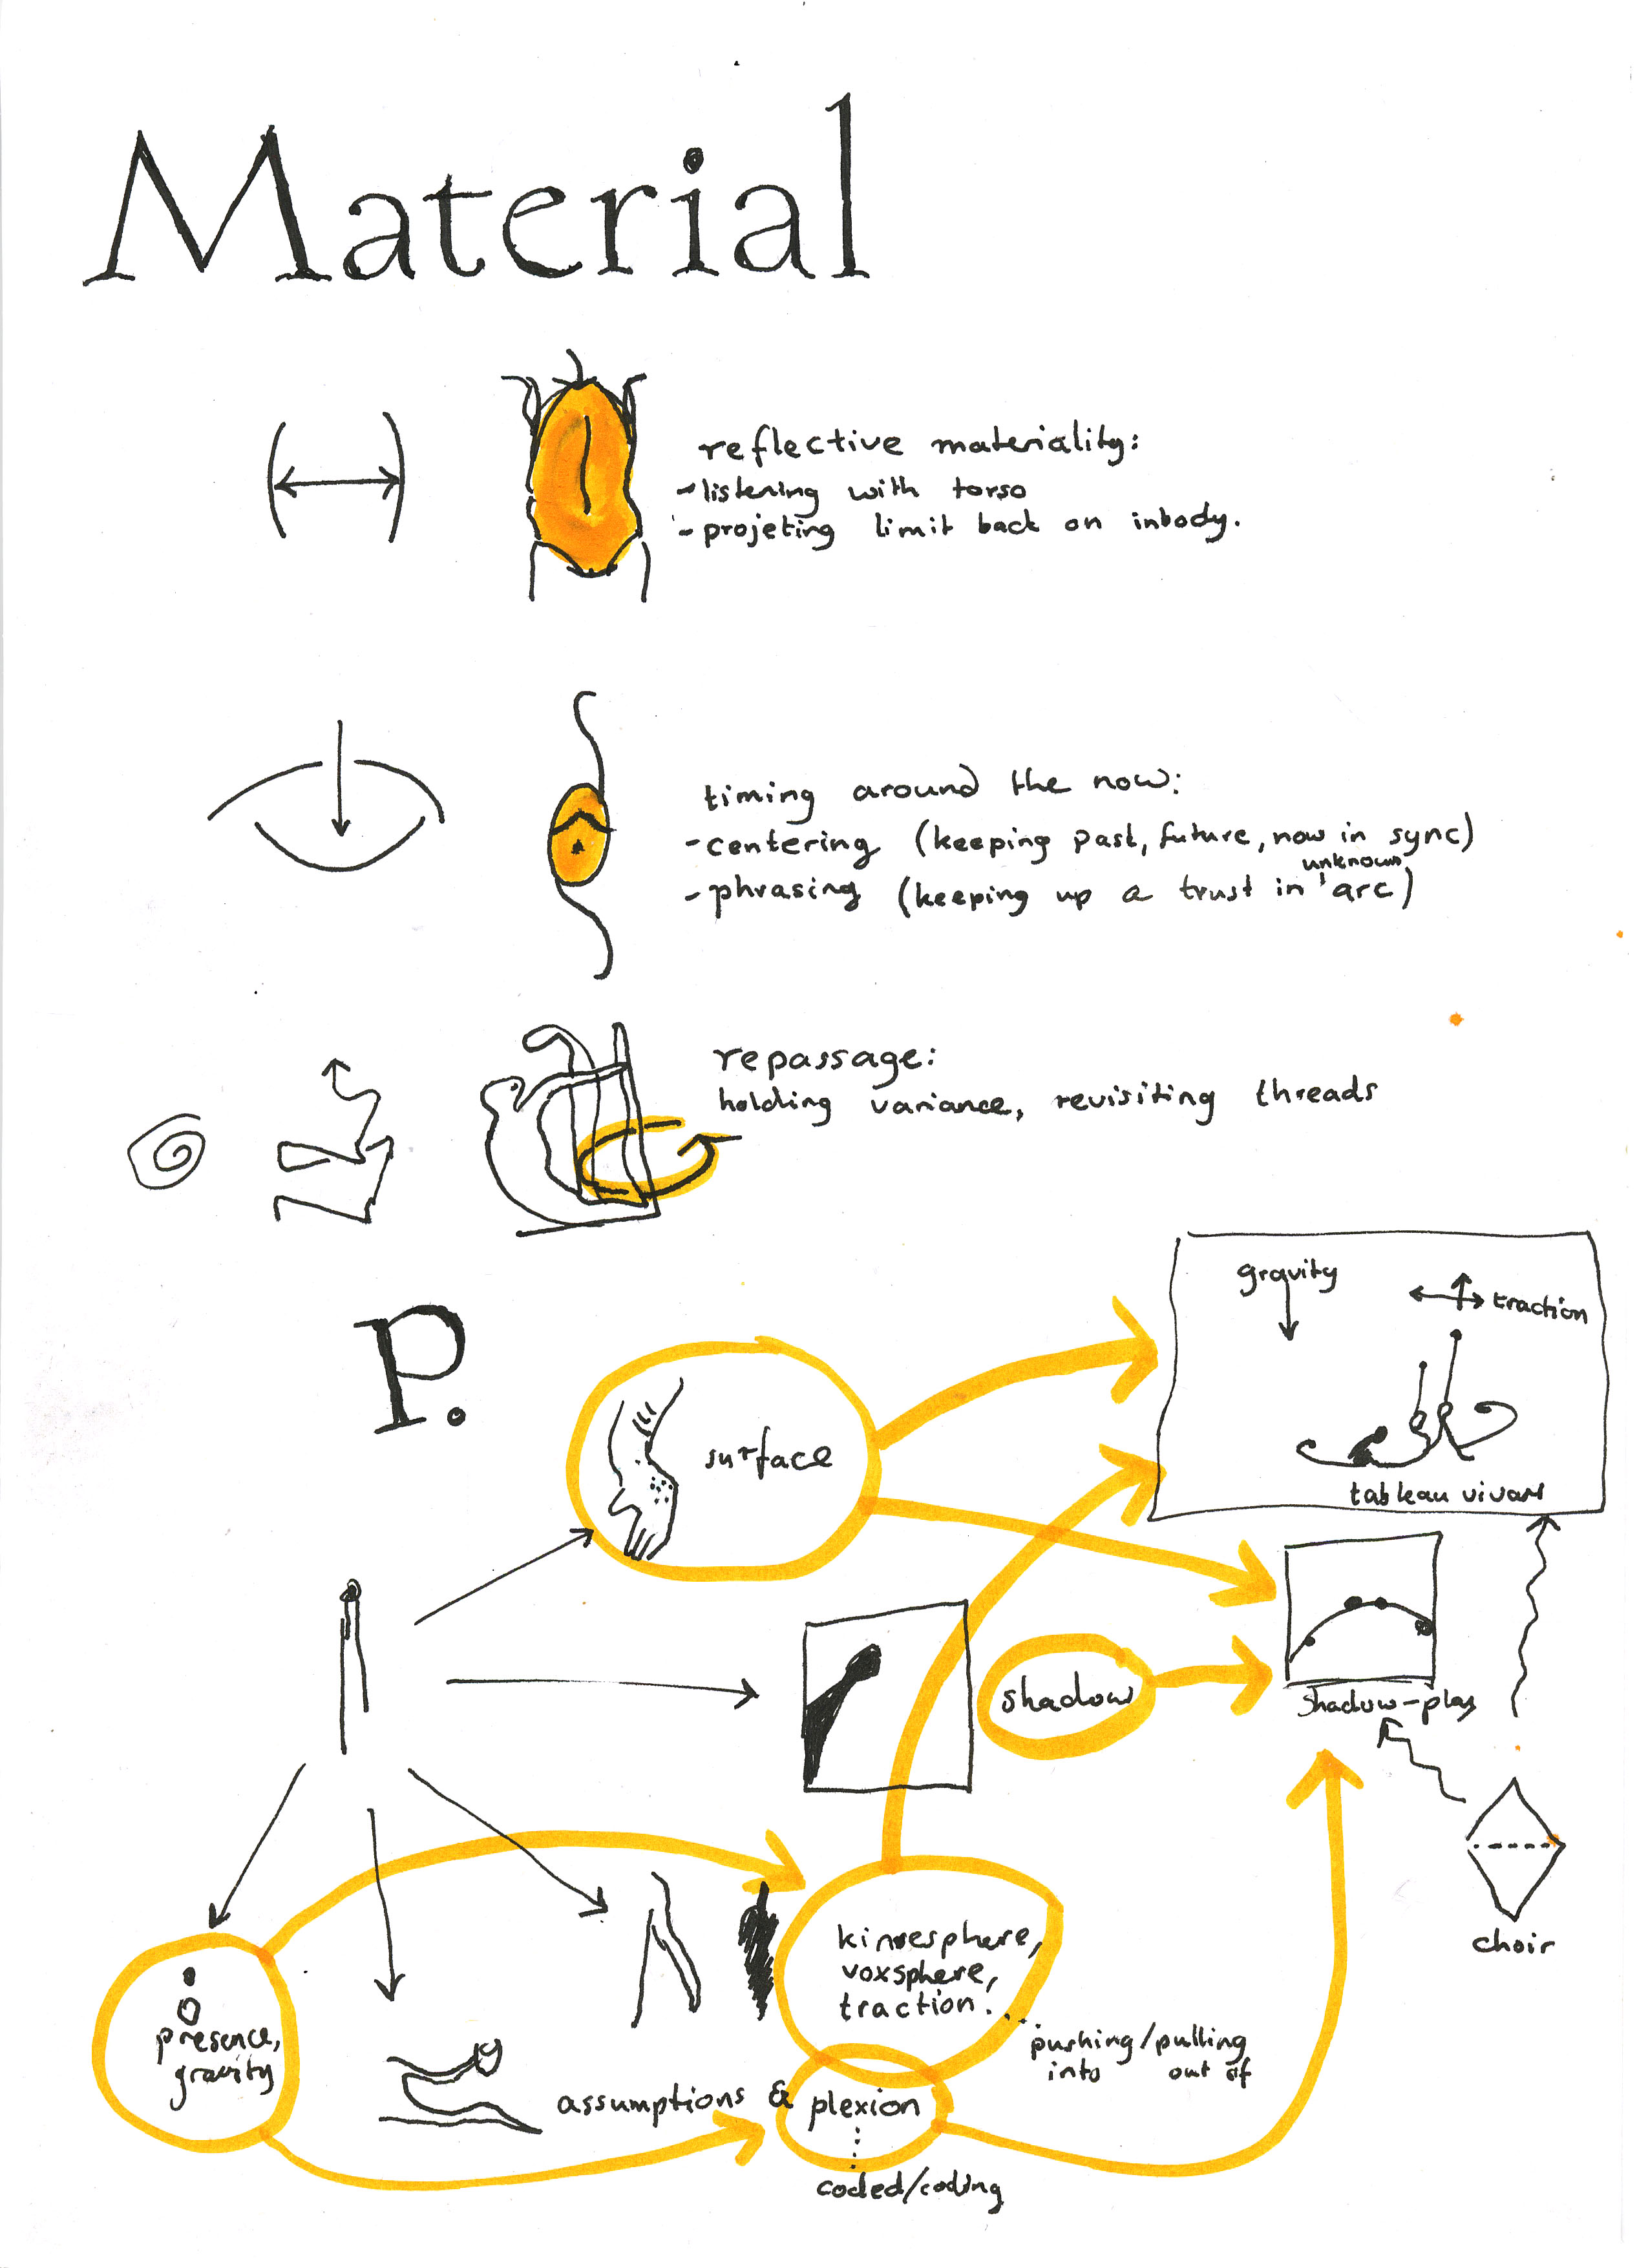 Material
reflective materiality:
- listening with torso
- projeting limit back on inbody.
timing around the now:
- centering (keeping past, future, now in sync)
unknown
- phrasing (keeping up a trust in arc)
repassage:
holding variance, revisiting threads
P.
gravity
traction
surface
tableau vivant
shadow
shadow-play
choir
kinesphere,
voxsphere,
traction...
presence,
gravity
pushing/pulling
into out of
assumptions & plexion
coded/coding